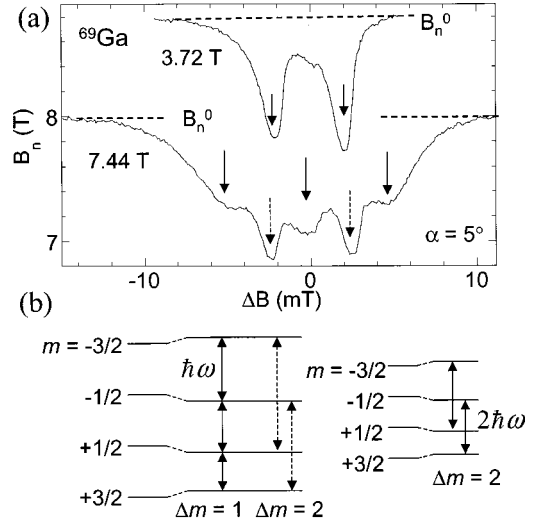 (a)
⁶⁹Ga
3.72 T
Bₙ⁰
Bₙ⁰
7.44 T
8
7
Bₙ (T)
α = 5°
-10 0 10
ΔB (mT)
(b)
m = -3/2
-1/2
+1/2
+3/2
ℏω
Δm = 1 Δm = 2
m = -3/2
-1/2
+1/2
+3/2
2ℏω
Δm = 2